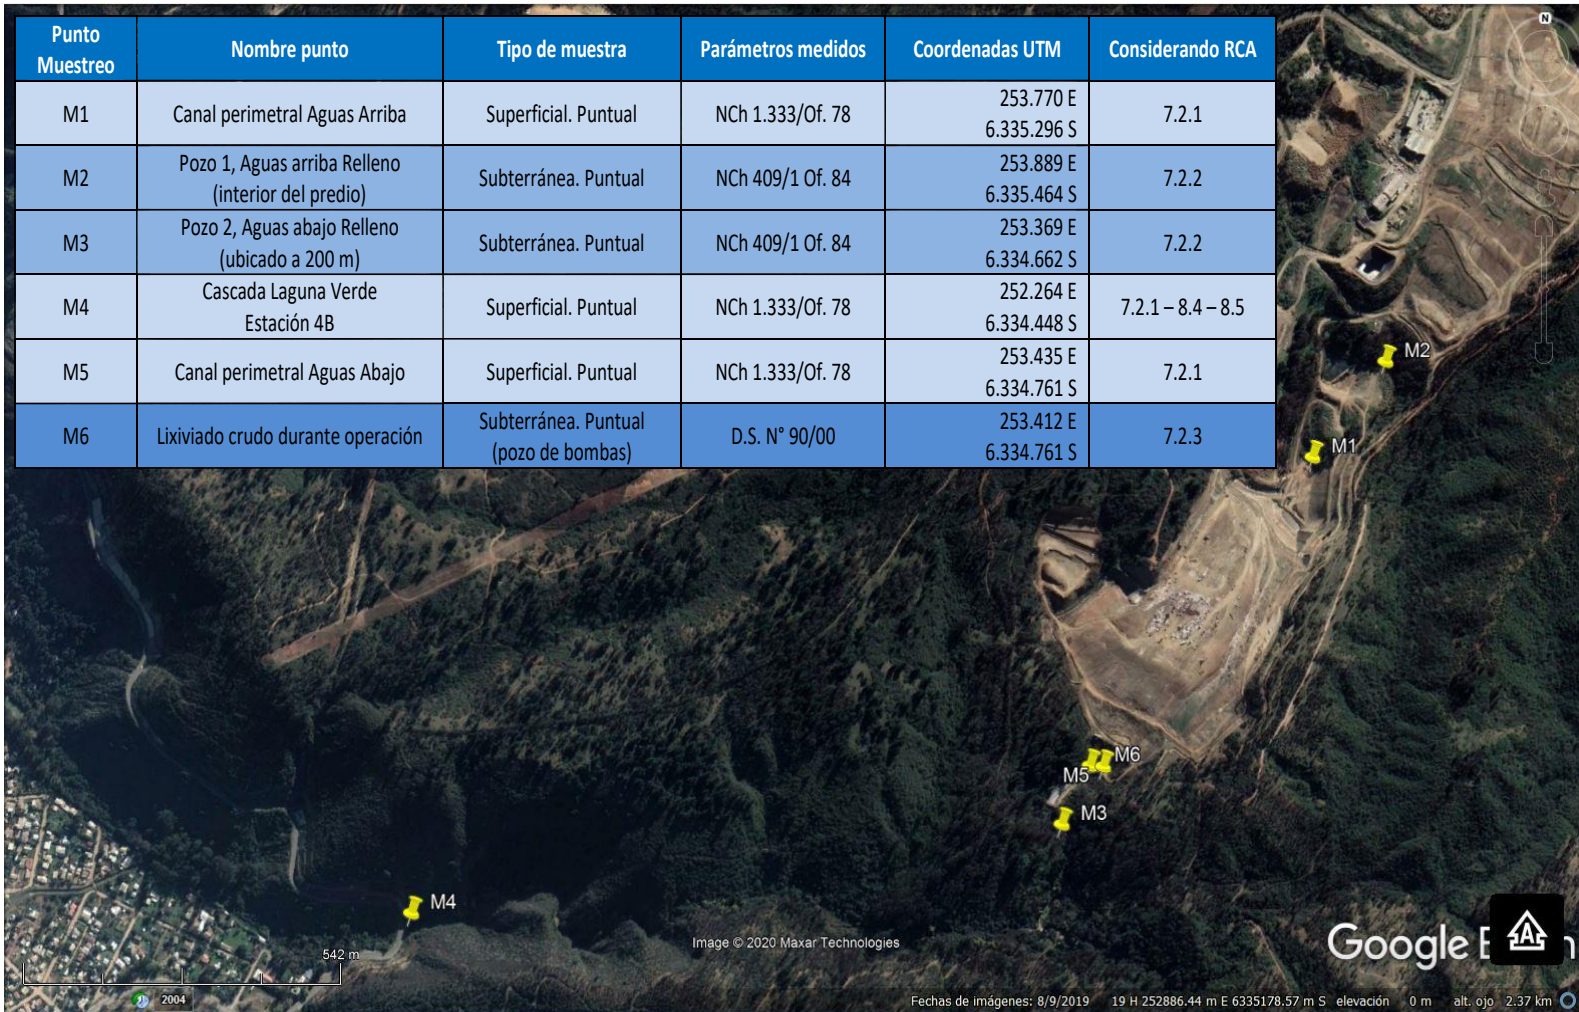 Punto Muestreo | Nombre punto | Tipo de muestra | Parámetros medidos | Coordenadas UTM | Considerando RCA
M1 | Canal perimetral Aguas Arriba | Superficial. Puntual | NCh 1.333/Of. 78 | 253.770 E 6.335.296 S | 7.2.1
M2 | Pozo 1, Aguas arriba Relleno (interior del predio) | Subterránea. Puntual | NCh 409/1 Of. 84 | 253.889 E 6.335.464 S | 7.2.2
M3 | Pozo 2, Aguas abajo Relleno (ubicado a 200 m) | Subterránea. Puntual | NCh 409/1 Of. 84 | 253.369 E 6.334.662 S | 7.2.2
M4 | Cascada Laguna Verde Estación 4B | Superficial. Puntual | NCh 1.333/Of. 78 | 252.264 E 6.334.448 S | 7.2.1 – 8.4 – 8.5
M5 | Canal perimetral Aguas Abajo | Superficial. Puntual | NCh 1.333/Of. 78 | 253.435 E 6.334.761 S | 7.2.1
M6 | Lixiviado crudo durante operación | Subterránea. Puntual (pozo de bombas) | D.S. N° 90/00 | 253.412 E 6.334.761 S | 7.2.3
N
M2
M1
M6
M5
M3
M4
542 m
Image © 2020 Maxar Technologies
Google
A
2004
Fechas de imágenes: 8/9/2019 19 H 252886.44 m E 6335178.57 m S elevación 0 m alt. ojo 2.37 km